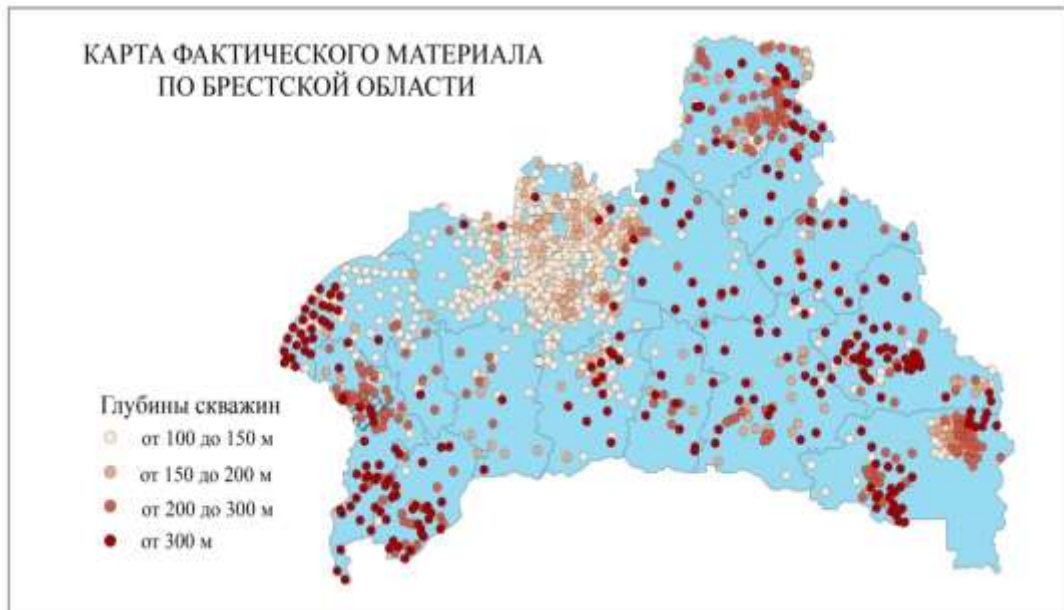 КАРТА ФАКТИЧЕСКОГО МАТЕРИАЛА
ПО БРЕСТСКОЙ ОБЛАСТИ
Глубины скважин
от 100 до 150 м
от 150 до 200 м
от 200 до 300 м
от 300 м